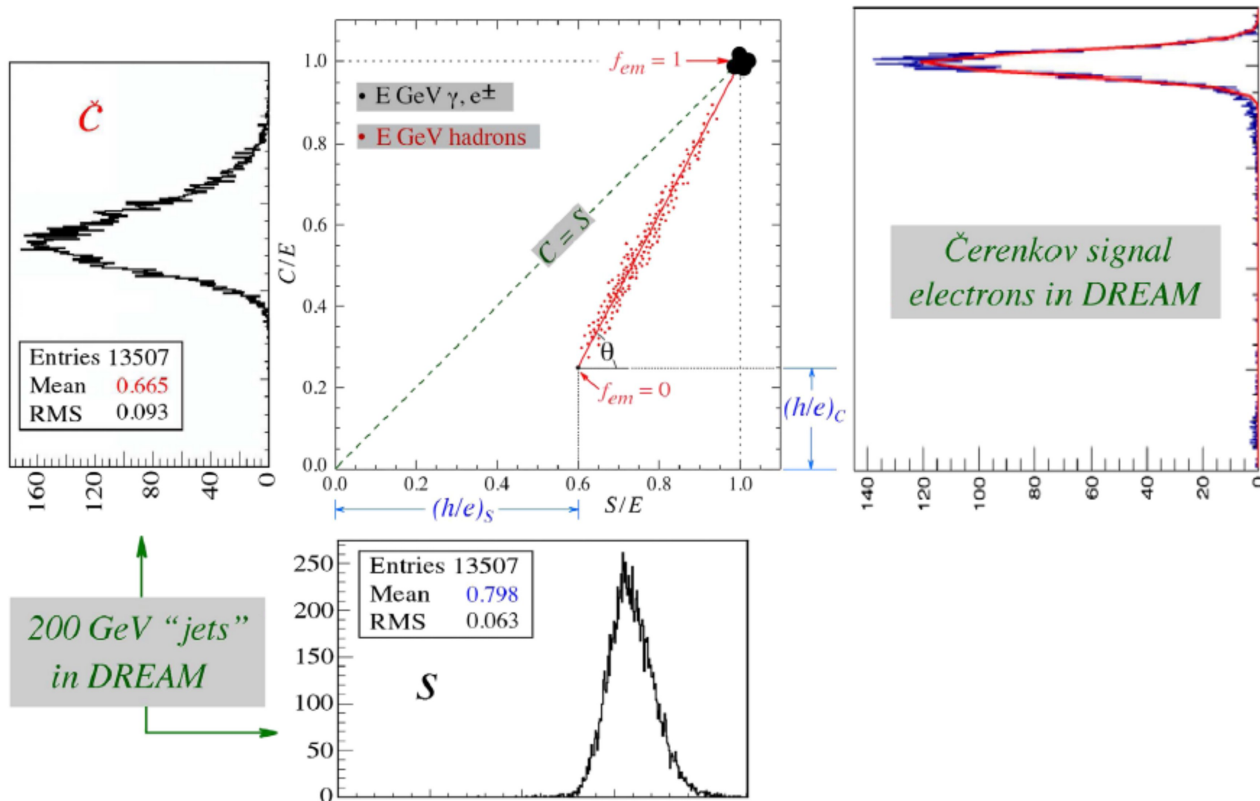 Č
Entries 13507
Mean 0.665
RMS 0.093
160
120
80
40
0
C/E
1.0
0.8
0.6
0.4
0.2
0.0
f_em = 1
• E GeV γ, e±
• E GeV hadrons
C = S
θ
f_em = 0
(h/e)_C
0.0 0.2 0.4 0.6 0.8 1.0
(h/e)_S
S/E
Čerenkov signal
electrons in DREAM
140
120
100
80
60
40
20
0
200 GeV "jets"
in DREAM
Entries 13507
Mean 0.798
RMS 0.063
S
250
200
150
100
50
0